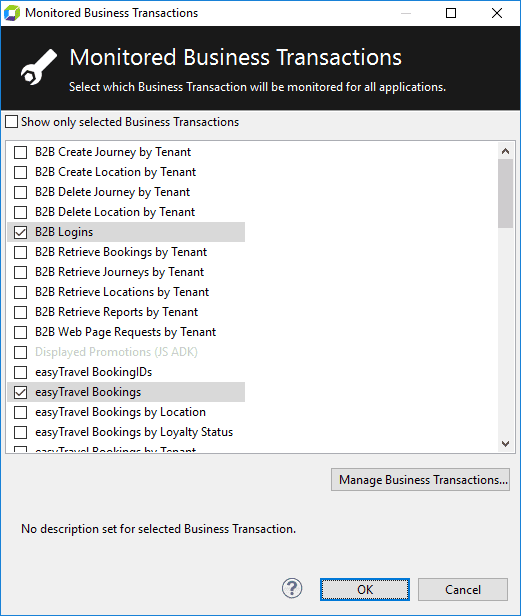 Monitored Business Transactions
Monitored Business Transactions
Select which Business Transaction will be monitored for all applications.
Show only selected Business Transactions
B2B Create Journey by Tenant
B2B Create Location by Tenant
B2B Delete Journey by Tenant
B2B Delete Location by Tenant
B2B Logins
B2B Retrieve Bookings by Tenant
B2B Retrieve Journeys by Tenant
B2B Retrieve Locations by Tenant
B2B Retrieve Reports by Tenant
B2B Web Page Requests by Tenant
Displayed Promotions (JS ADK)
easyTravel BookingIDs
easyTravel Bookings
easyTravel Bookings by Location
easyTravel Bookings by Loyalty Status
easyTravel Bookings by Tenant
Manage Business Transactions...
No description set for selected Business Transaction.
?
OK
Cancel